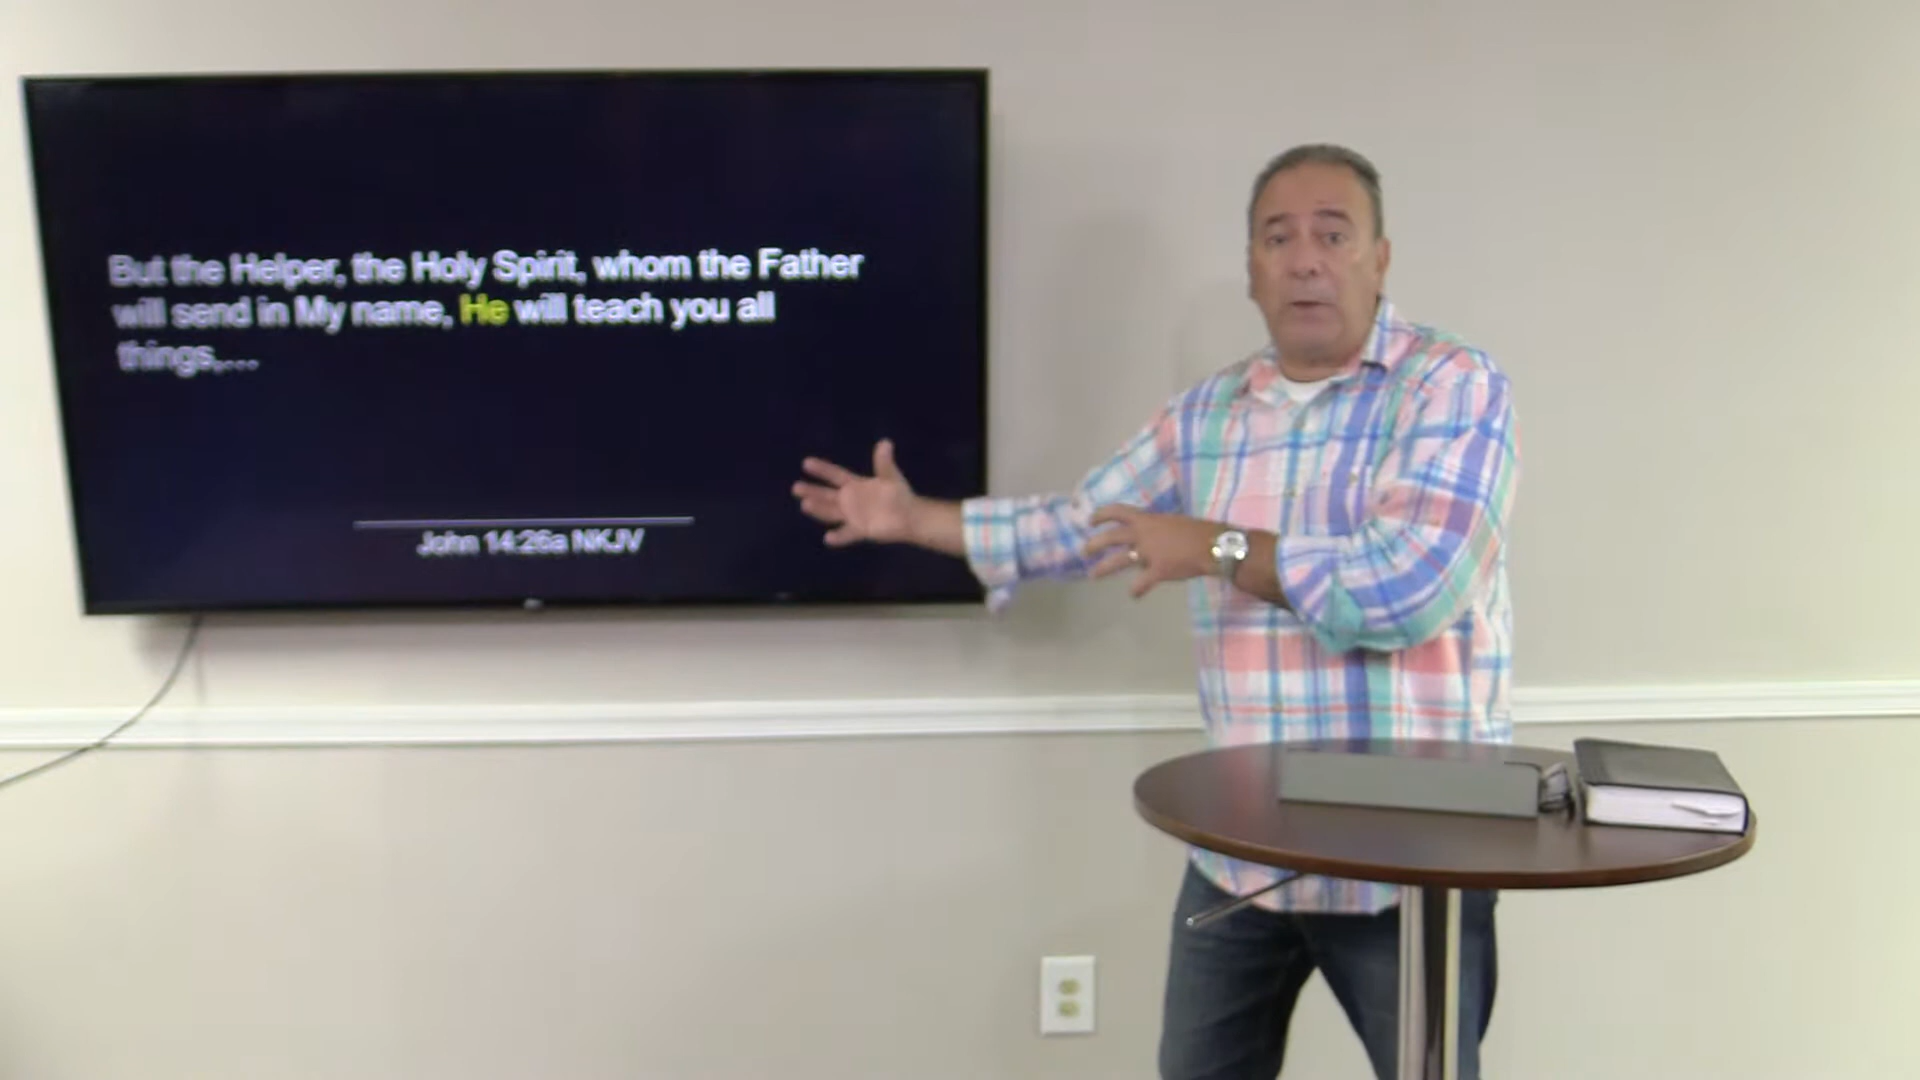 But the Helper, the Holy Spirit, whom the Father
will send in My name, He will teach you all
things,...
John 14:26a NKJV